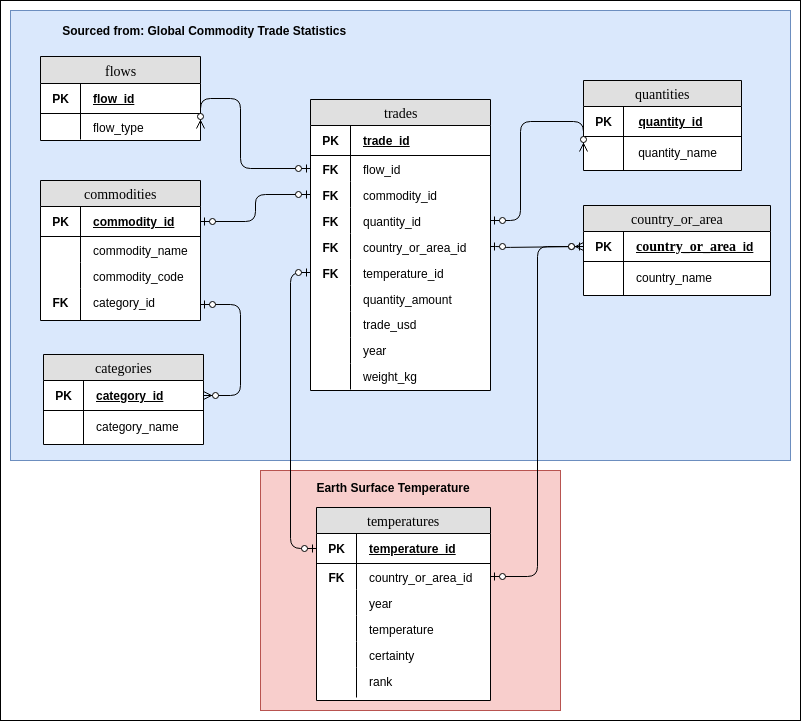 Sourced from: Global Commodity Trade Statistics
flows
PK flow_id
flow_type
commodities
PK commodity_id
commodity_name
commodity_code
FK category_id
categories
PK category_id
category_name
trades
PK trade_id
FK flow_id
FK commodity_id
FK quantity_id
FK country_or_area_id
FK temperature_id
quantity_amount
trade_usd
year
weight_kg
quantities
PK quantity_id
quantity_name
country_or_area
PK country_or_area_id
country_name
Earth Surface Temperature
temperatures
PK temperature_id
FK country_or_area_id
year
temperature
certainty
rank